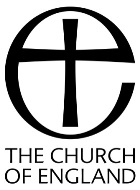 THE CHURCH
OF ENGLAND